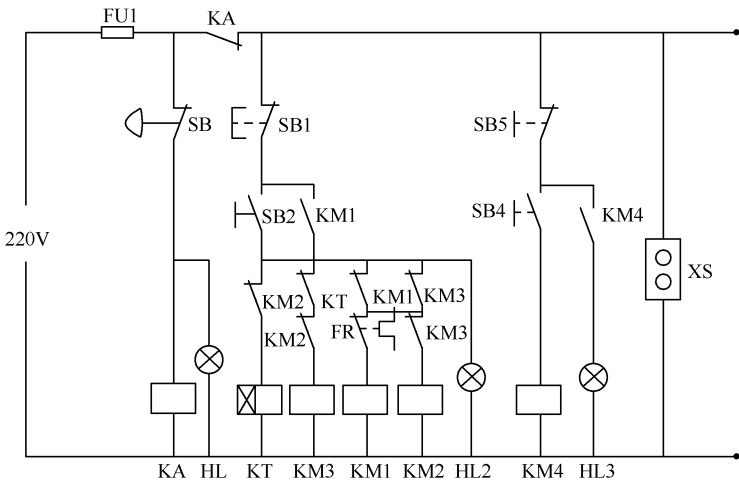 FU1
KA
SB
SB1
SB5
SB2
KM1
SB4
KM4
220V
XS
KM2
KT
KM1
KM3
KM2
FR
KM3
KA
HL
KT
KM3
KM1
KM2
HL2
KM4
HL3